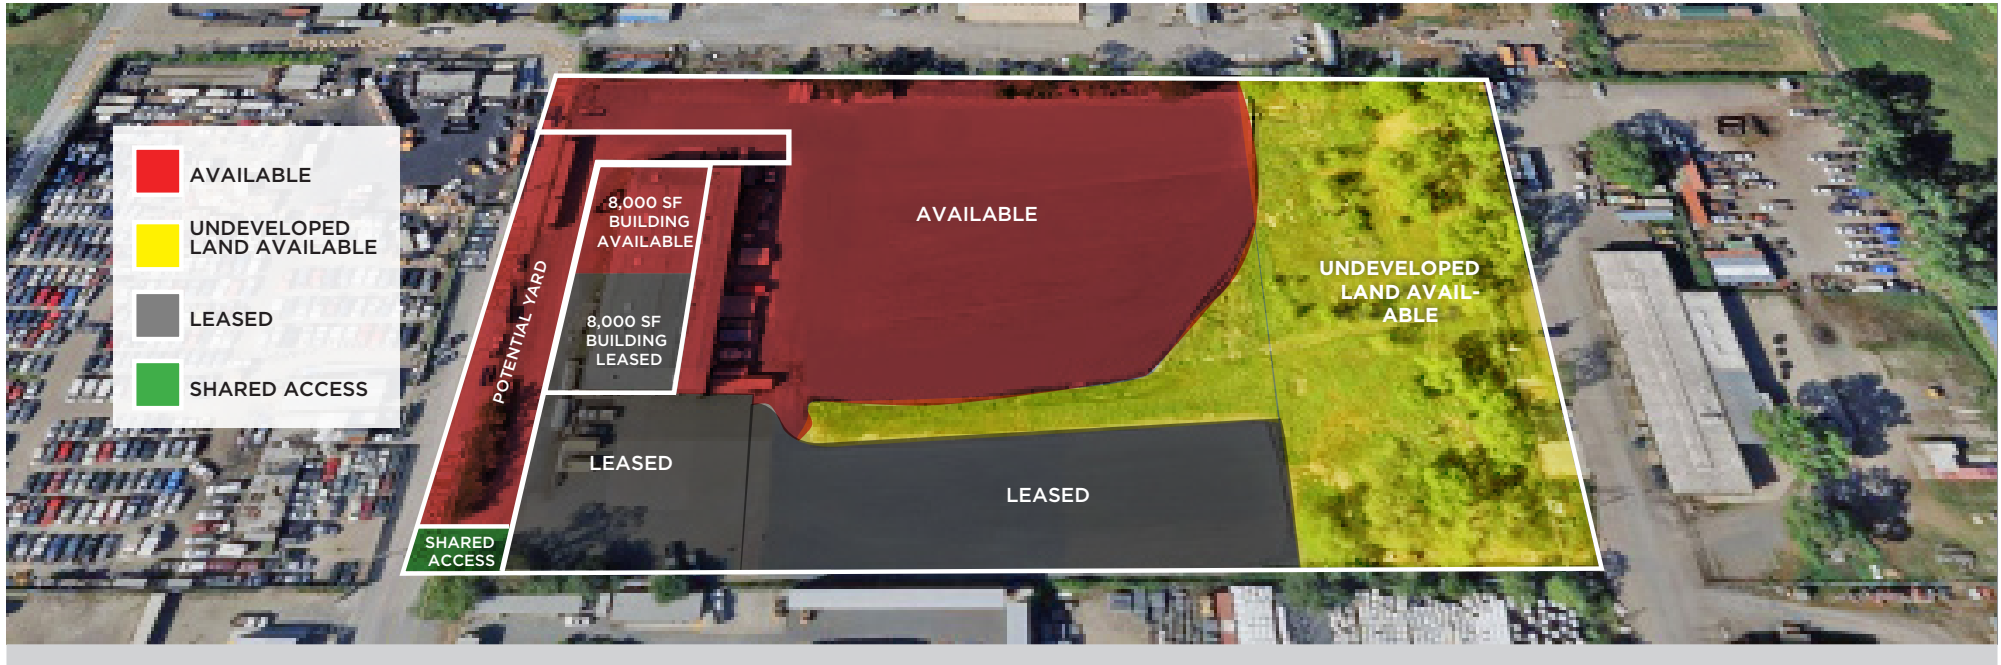 AVAILABLE
UNDEVELOPED
LAND AVAILABLE
LEASED
SHARED ACCESS
8,000 SF
BUILDING
AVAILABLE
8,000 SF
BUILDING
LEASED
POTENTIAL YARD
AVAILABLE
UNDEVELOPED
LAND AVAIL-
ABLE
LEASED
LEASED
SHARED
ACCESS